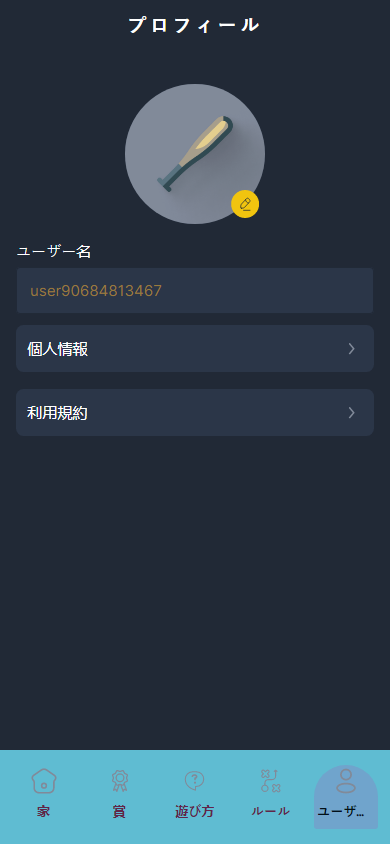 プロフィール
ユーザー名
user90684813467
個人情報
利用規約
家
賞
遊び方
ルール
ユーザ...